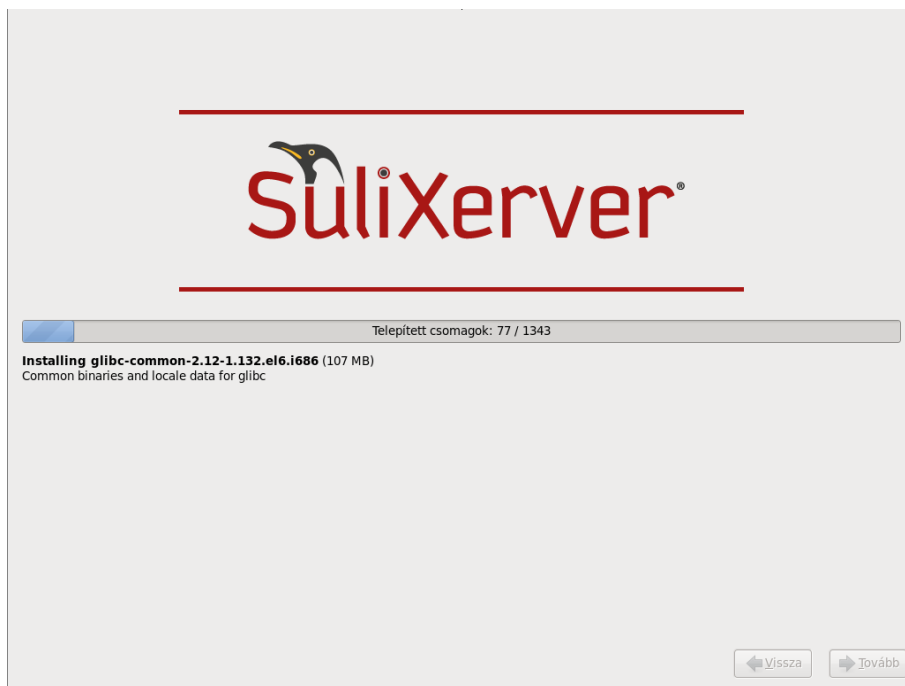 SuliXerver®
Telepített csomagok: 77 / 1343
Installing glibc-common-2.12-1.132.el6.i686 (107 MB)
Common binaries and locale data for glibc
Vissza
Tovább